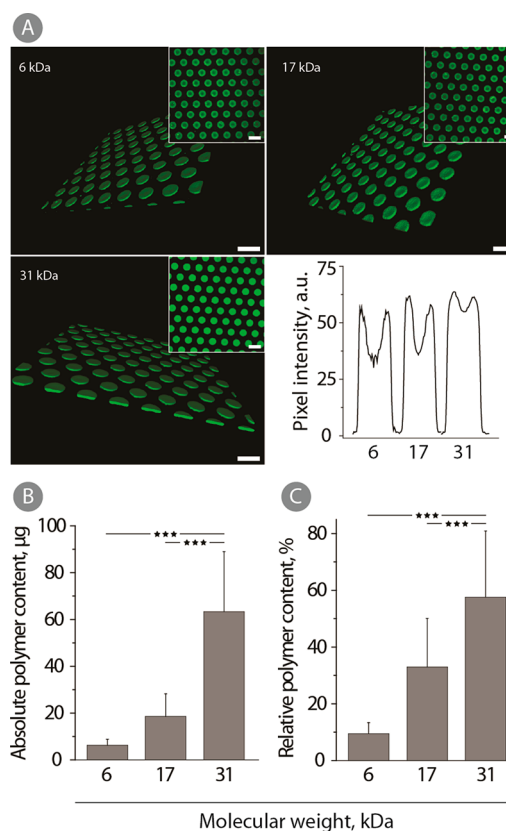 A
6 kDa
17 kDa
31 kDa
Pixel intensity, a.u.
75
50
25
0
6 17 31
B
Absolute polymer content, µg
100
80
60
40
20
0
★★★
★★★
6 17 31
C
Relative polymer content, %
80
60
40
20
0
★★★
★★★
6 17 31
Molecular weight, kDa